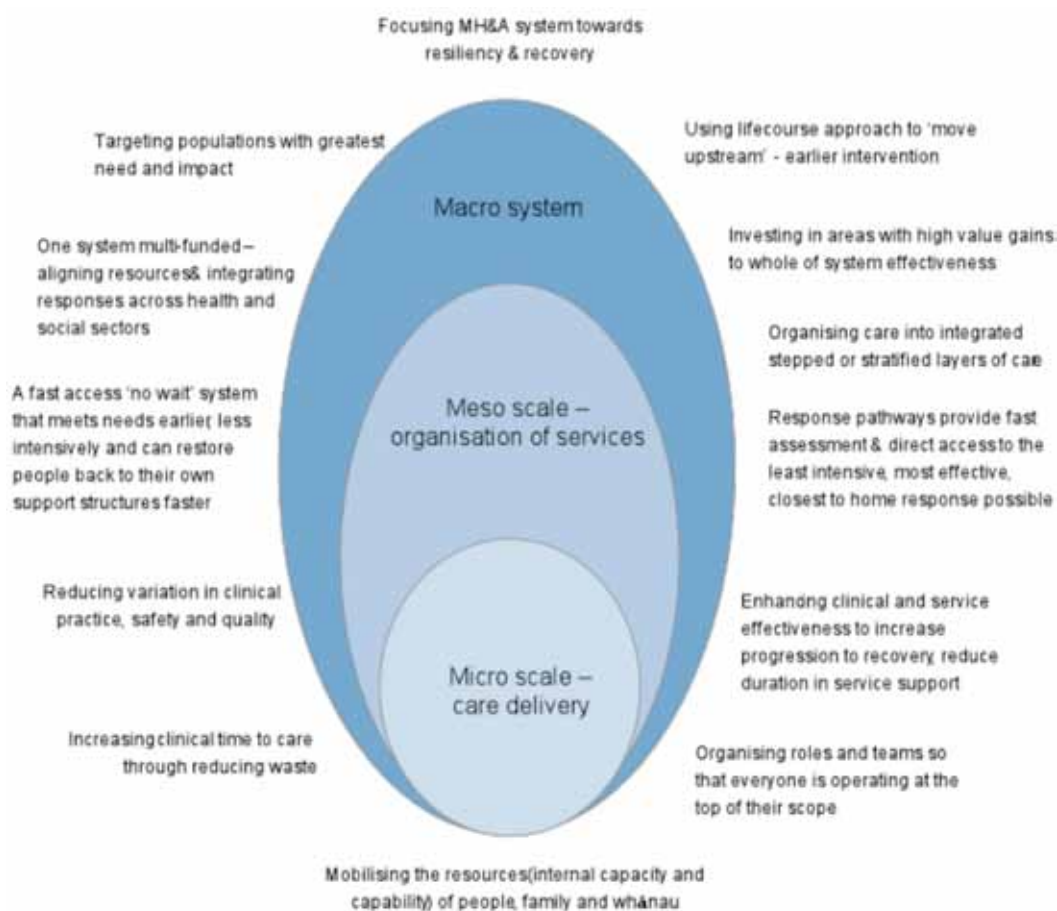 Focusing MH&A system towards
resiliency & recovery
Targeting populations with greatest
need and impact
Using lifecourse approach to 'move
upstream' - earlier intervention
Macro system
One system multi-funded –
aligning resources& integrating
responses across health and
social sectors
Investing in areas with high value gains
to whole of system effectiveness
Organising care into integrated
stepped or stratified layers of cae
A fast access 'no wait' system
that meets needs earlier, less
intensively and can restore
people back to their own
support structures faster
Meso scale –
organisation of services
Response pathways provide fast
assessment & direct access to the
least intensive, most effective,
closest to home response possible
Reducing variation in clinical
practice, safety and quality
Enhancing clinical and service
effectiveness to increase
progression to recovery, reduce
duration in service support
Micro scale –
care delivery
Increasing clinical time to care
through reducing waste
Organising roles and teams so
that everyone is operating at the
top of their scope
Mobilising the resources(internal capacity and
capability) of people, family and whānau